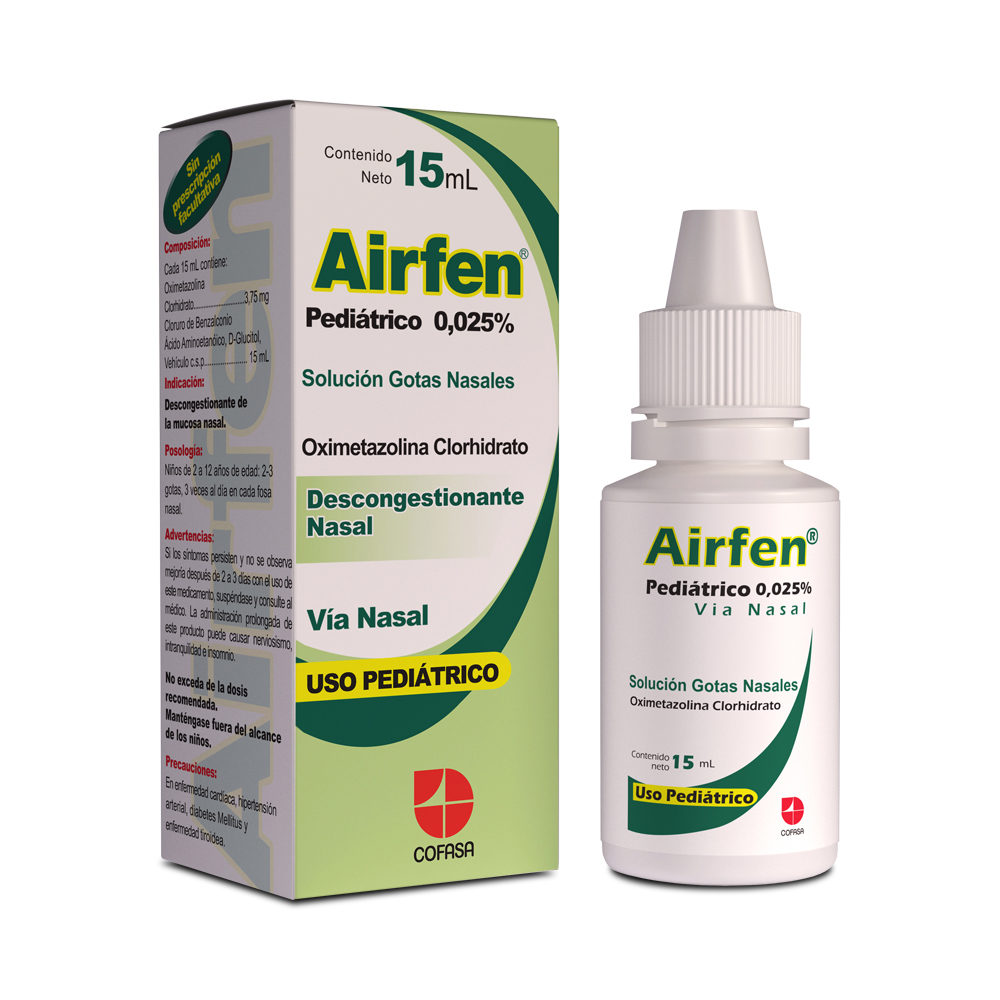 Sin
prescripción
facultativa
Composición:
Cada 15 mL contiene:
Oximetazolina
Clorhidrato....................3,75 mg
Cloruro de Benzalconio
Ácido Aminoetanóico, D-Glucitol,
Vehículo c.s.p................. 15 mL
Indicación:
Descongestionante de
la mucosa nasal.
Posología:
Niños de 2 a 12 años de edad: 2-3
gotas, 3 veces al día en cada fosa
nasal.
Advertencias:
Si los síntomas persisten y no se observa
mejoría después de 2 a 3 días con el uso de
este medicamento, suspéndase y consulte al
médico. La administración prolongada de
este producto puede causar nerviosismo,
intranquilidad e insomnio.
No exceda de la dosis
recomendada.
Manténgase fuera del alcance
de los niños.
Precauciones:
En enfermedad cardíaca, hipertensión
arterial, diabetes Mellitus y
enfermedad tiroidea.
Airfen
Contenido
Neto 15mL
Airfen®
Pediátrico 0,025%
Solución Gotas Nasales
Oximetazolina Clorhidrato
Descongestionante
Nasal
Vía Nasal
USO PEDIÁTRICO
COFASA
Airfen®
Pediátrico 0,025%
Via Nasal
Solución Gotas Nasales
Oximetazolina Clorhidrato
Contenido
neto 15 mL
Uso Pediátrico
COFASA